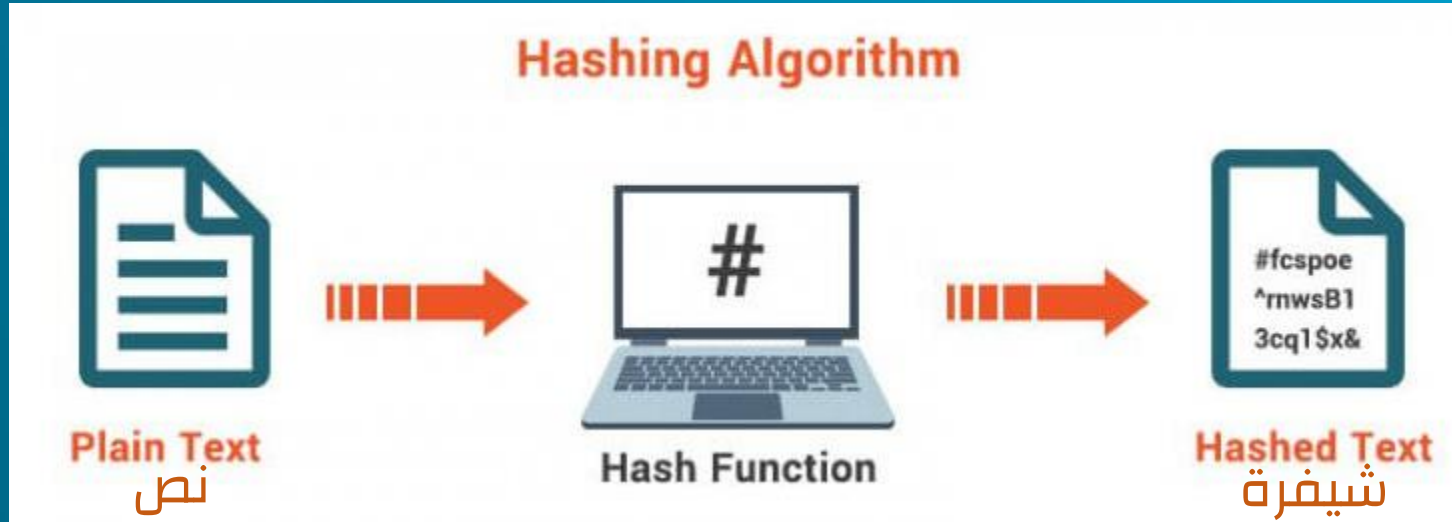 Hashing Algorithm
#
#fcspoe
^rnwsB1
3cq1$x&
Plain Text
نص
Hash Function
Hashed Text
شيفرة